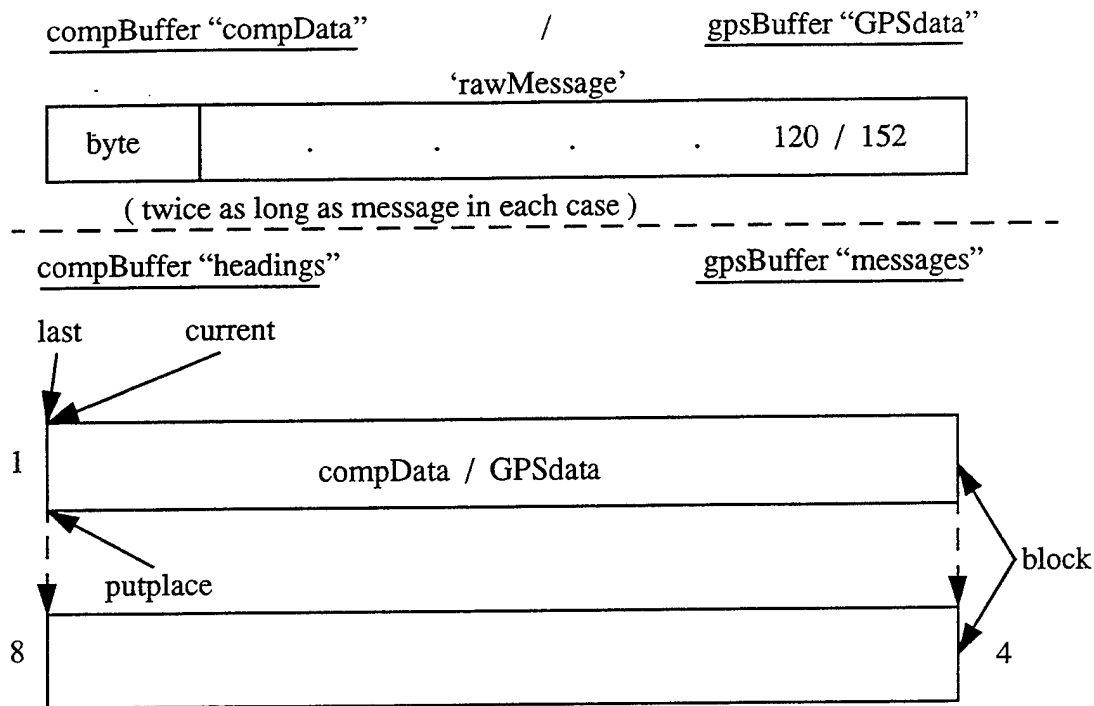 compBuffer “compData” / gpsBuffer “GPSdata”
‘rawMessage’
byte . . . . 120 / 152
( twice as long as message in each case )
compBuffer “headings” gpsBuffer “messages”
last current
1 compData / GPSdata
block
putplace
8 4